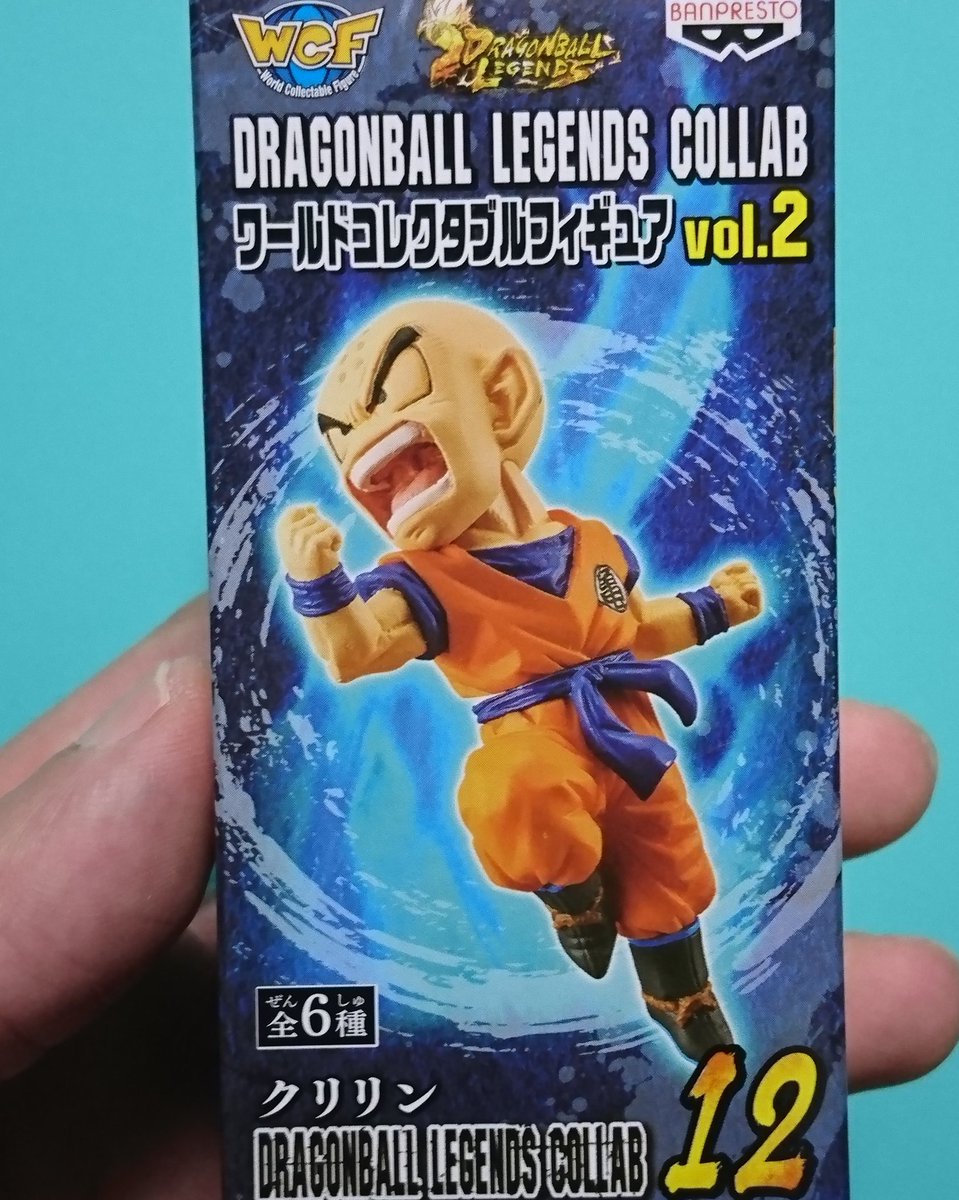 WCF
World Collectable Figure
DRAGONBALL
LEGENDS
BANPRESTO
DRAGONBALL LEGENDS COLLAB
ワールドコレクタブルフィギュア vol.2
ぜん しゅ
全6種
クリリン
DRAGONBALL LEGENDS COLLAB 12